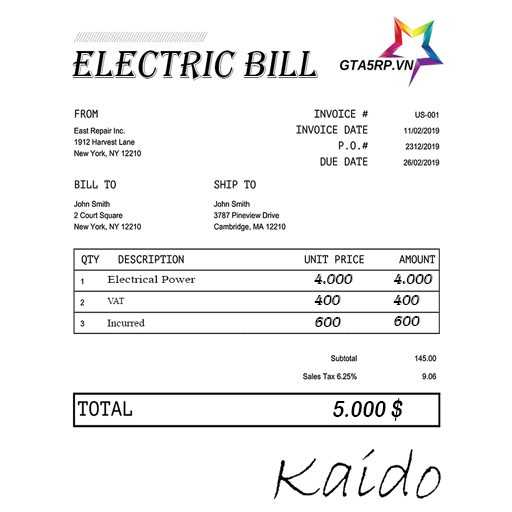 ELECTRIC BILL
GTA5RP.VN
FROM
East Repair Inc.
1912 Harvest Lane
New York, NY 12210
INVOICE # US-001
INVOICE DATE 11/02/2019
P.O.# 2312/2019
DUE DATE 26/02/2019
BILL TO
John Smith
2 Court Square
New York, NY 12210
SHIP TO
John Smith
3787 Pineview Drive
Cambridge, MA 12210
QTY DESCRIPTION UNIT PRICE AMOUNT
1 Electrical Power 4.000 4.000
2 VAT 400 400
3 Incurred 600 600
Subtotal 145.00
Sales Tax 6.25% 9.06
TOTAL 5.000 $
Kaido